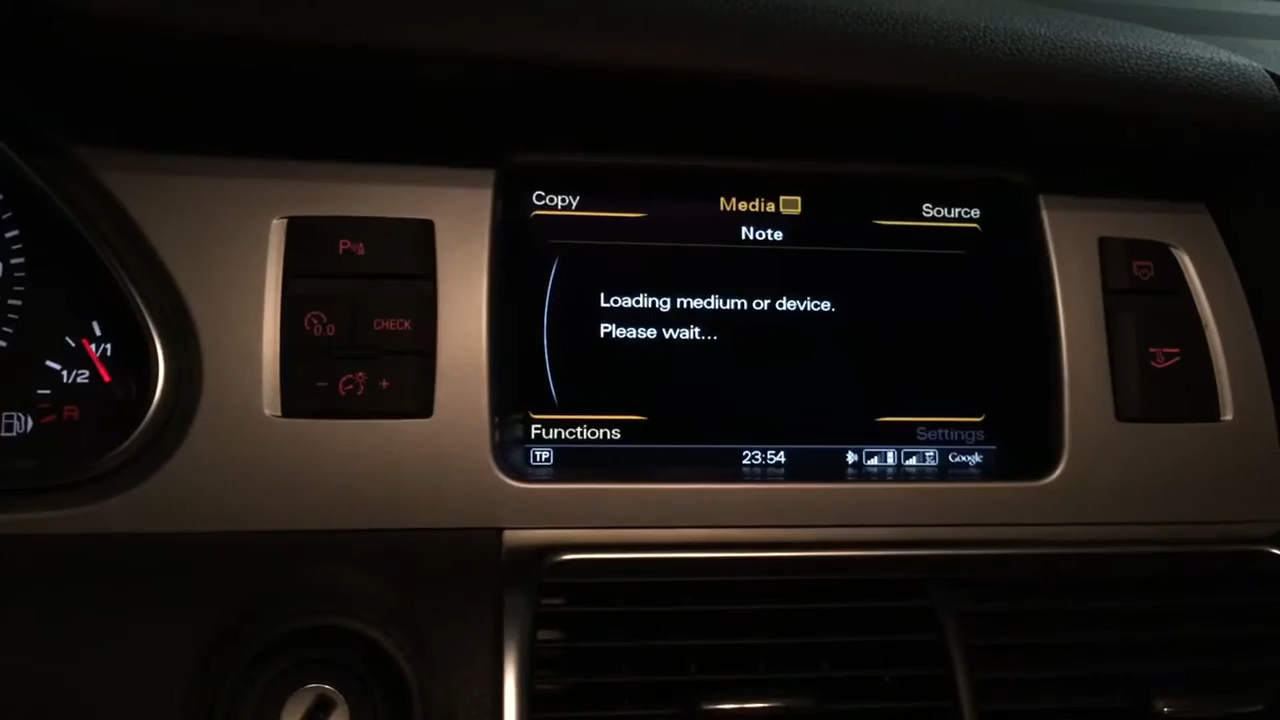 Copy
Media
Source
Note
Loading medium or device.
Please wait...
Functions
Settings
TP
23:54
Google
P
0.0
CHECK
- +
1/1
1/2
R